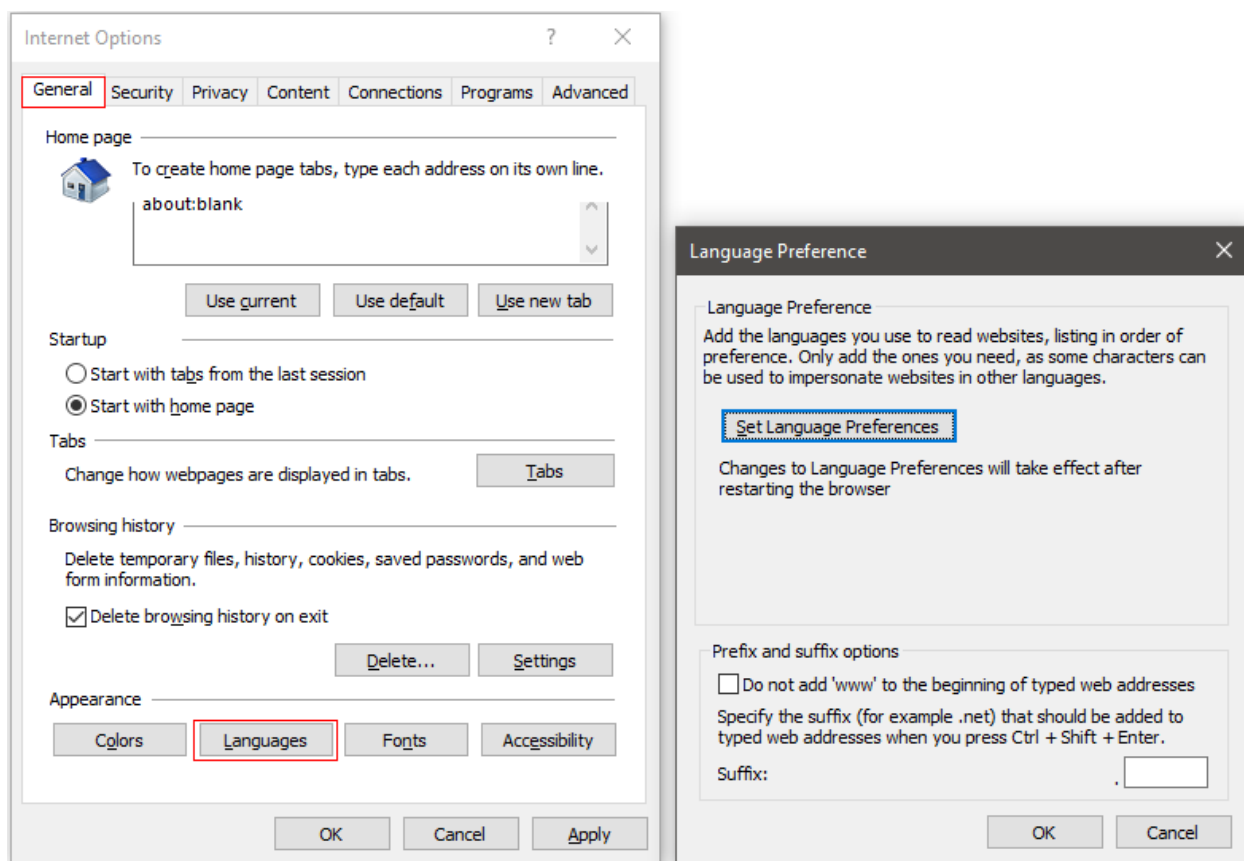 Internet Options
?
General
Security
Privacy
Content
Connections
Programs
Advanced
Home page
To create home page tabs, type each address on its own line.
about:blank
Use current
Use default
Use new tab
Startup
Start with tabs from the last session
Start with home page
Tabs
Change how webpages are displayed in tabs.
Tabs
Browsing history
Delete temporary files, history, cookies, saved passwords, and web
form information.
Delete browsing history on exit
Delete...
Settings
Appearance
Colors
Languages
Fonts
Accessibility
OK
Cancel
Apply
Language Preference
Language Preference
Add the languages you use to read websites, listing in order of
preference. Only add the ones you need, as some characters can
be used to impersonate websites in other languages.
Set Language Preferences
Changes to Language Preferences will take effect after
restarting the browser
Prefix and suffix options
Do not add 'www' to the beginning of typed web addresses
Specify the suffix (for example .net) that should be added to
typed web addresses when you press Ctrl + Shift + Enter.
Suffix:
.
OK
Cancel